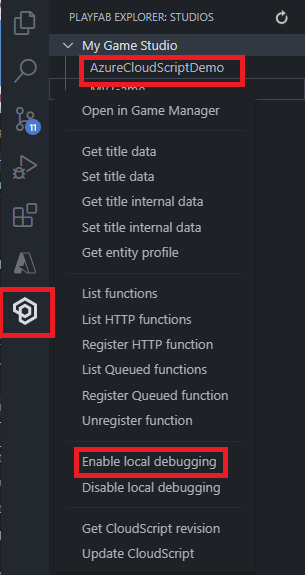 PLAYFAB EXPLORER: STUDIOS
My Game Studio
AzureCloudScriptDemo
My Game
Open in Game Manager
Get title data
Set title data
Get title internal data
Set title internal data
Get entity profile
List functions
List HTTP functions
Register HTTP function
List Queued functions
Register Queued function
Unregister function
Enable local debugging
Disable local debugging
Get CloudScript revision
Update CloudScript
11